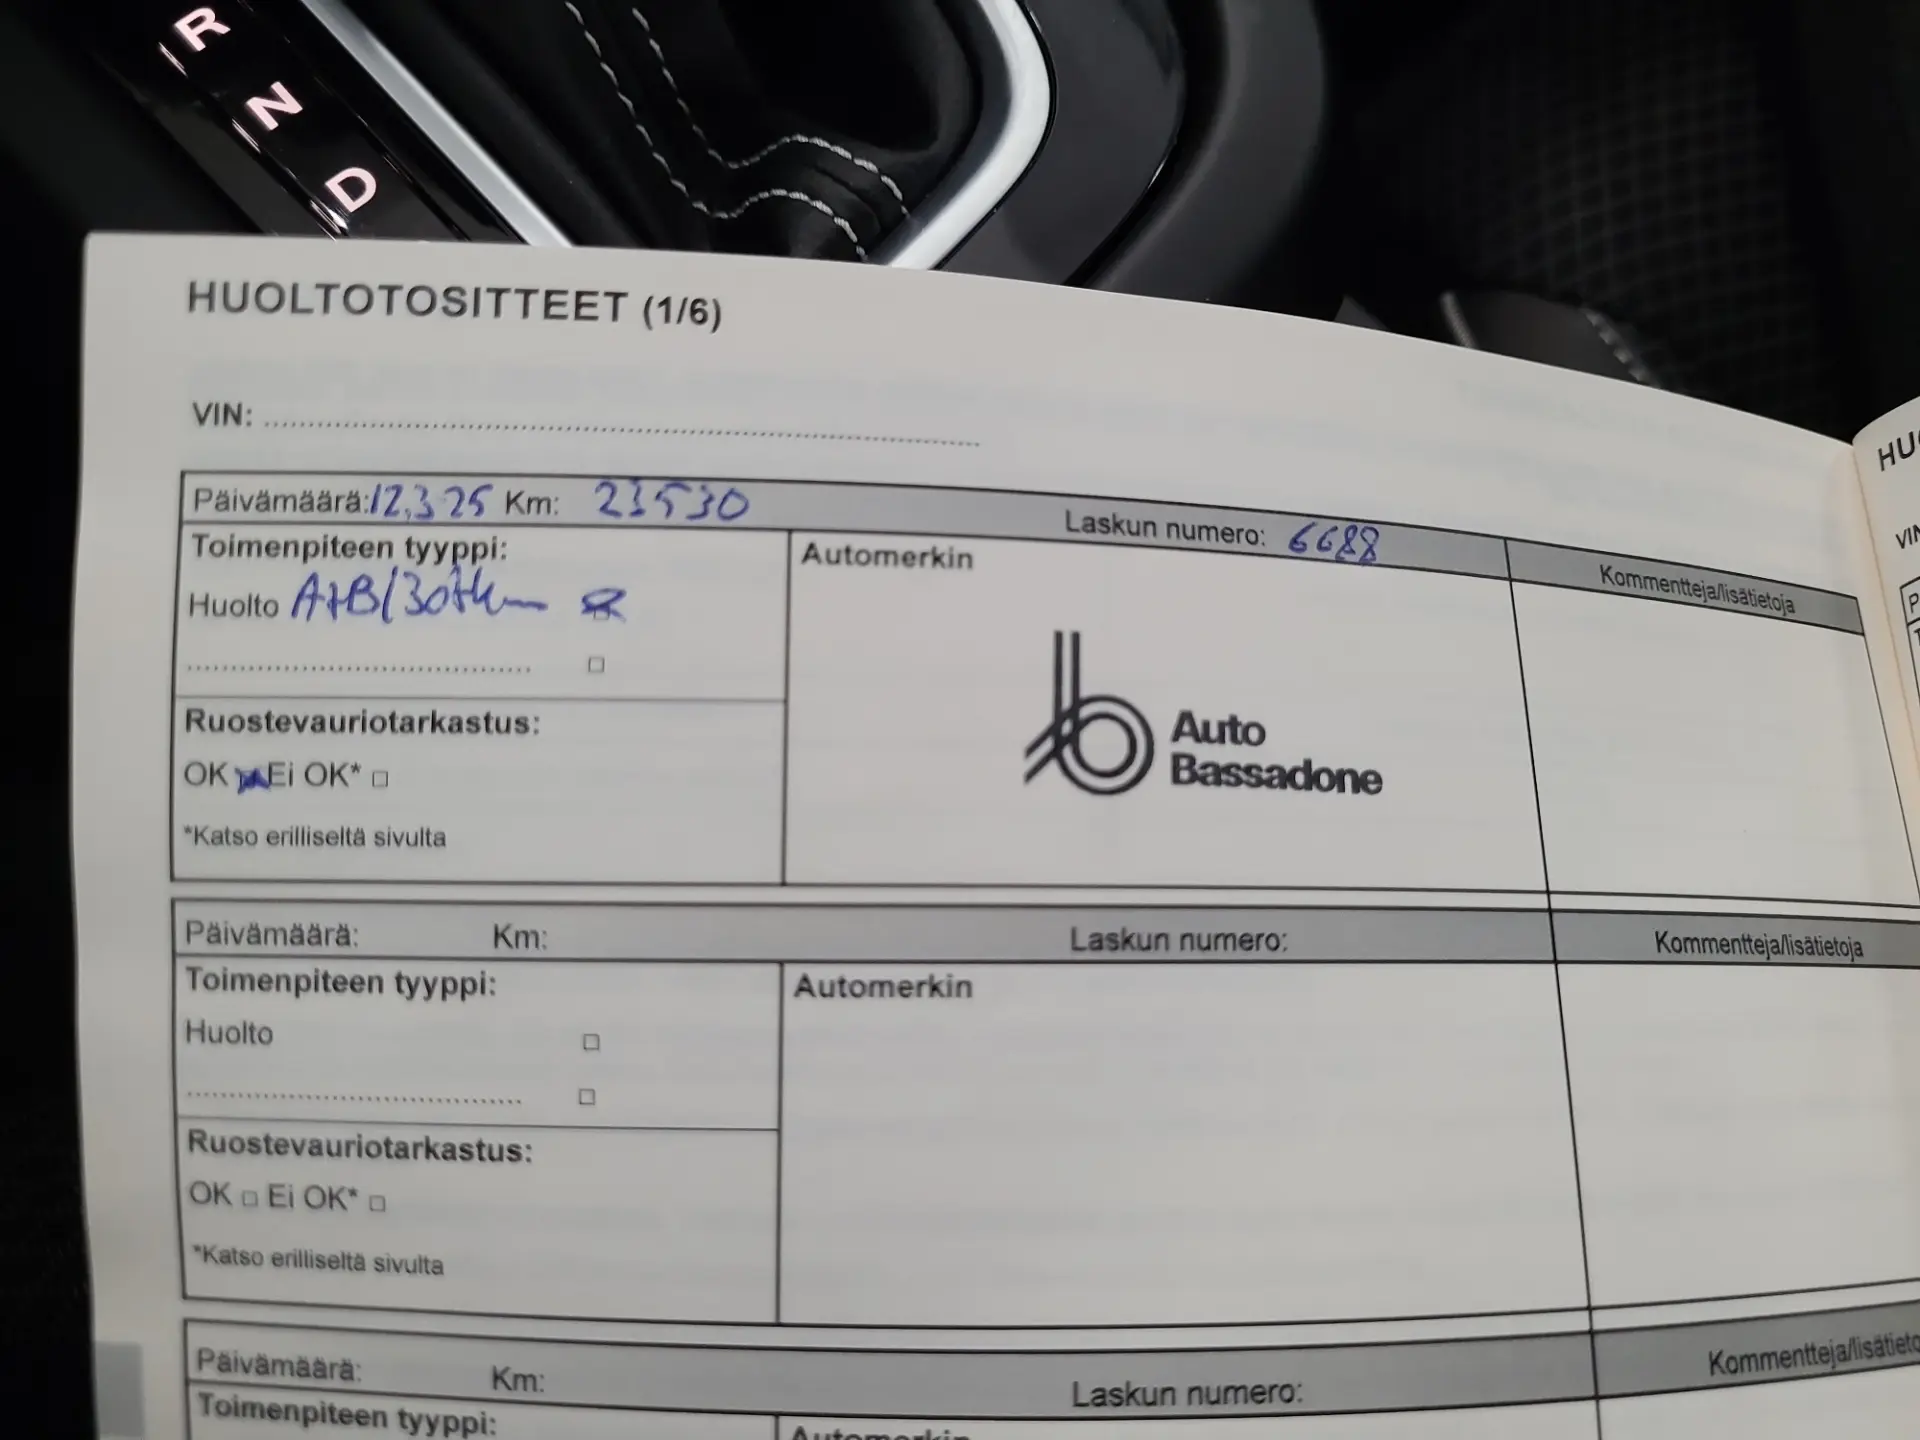 R
N
D
HUOLTOTOSITTEET (1/6)
VIN:
Päivämäärä: 12.3.25 Km: 23530 Laskun numero: 6688 Kommentteja/lisätietoja
Toimenpiteen tyyppi:
Huolto A+B/30tkm
Ruostevauriotarkastus:
OK Ei OK*
*Katso erilliseltä sivulta
Automerkin
Auto
Bassadone
Päivämäärä: Km: Laskun numero: Kommentteja/lisätietoja
Toimenpiteen tyyppi:
Huolto
Ruostevauriotarkastus:
OK Ei OK*
*Katso erilliseltä sivulta
Automerkin
Päivämäärä: Km: Laskun numero:
Toimenpiteen tyyppi:
Automerkin